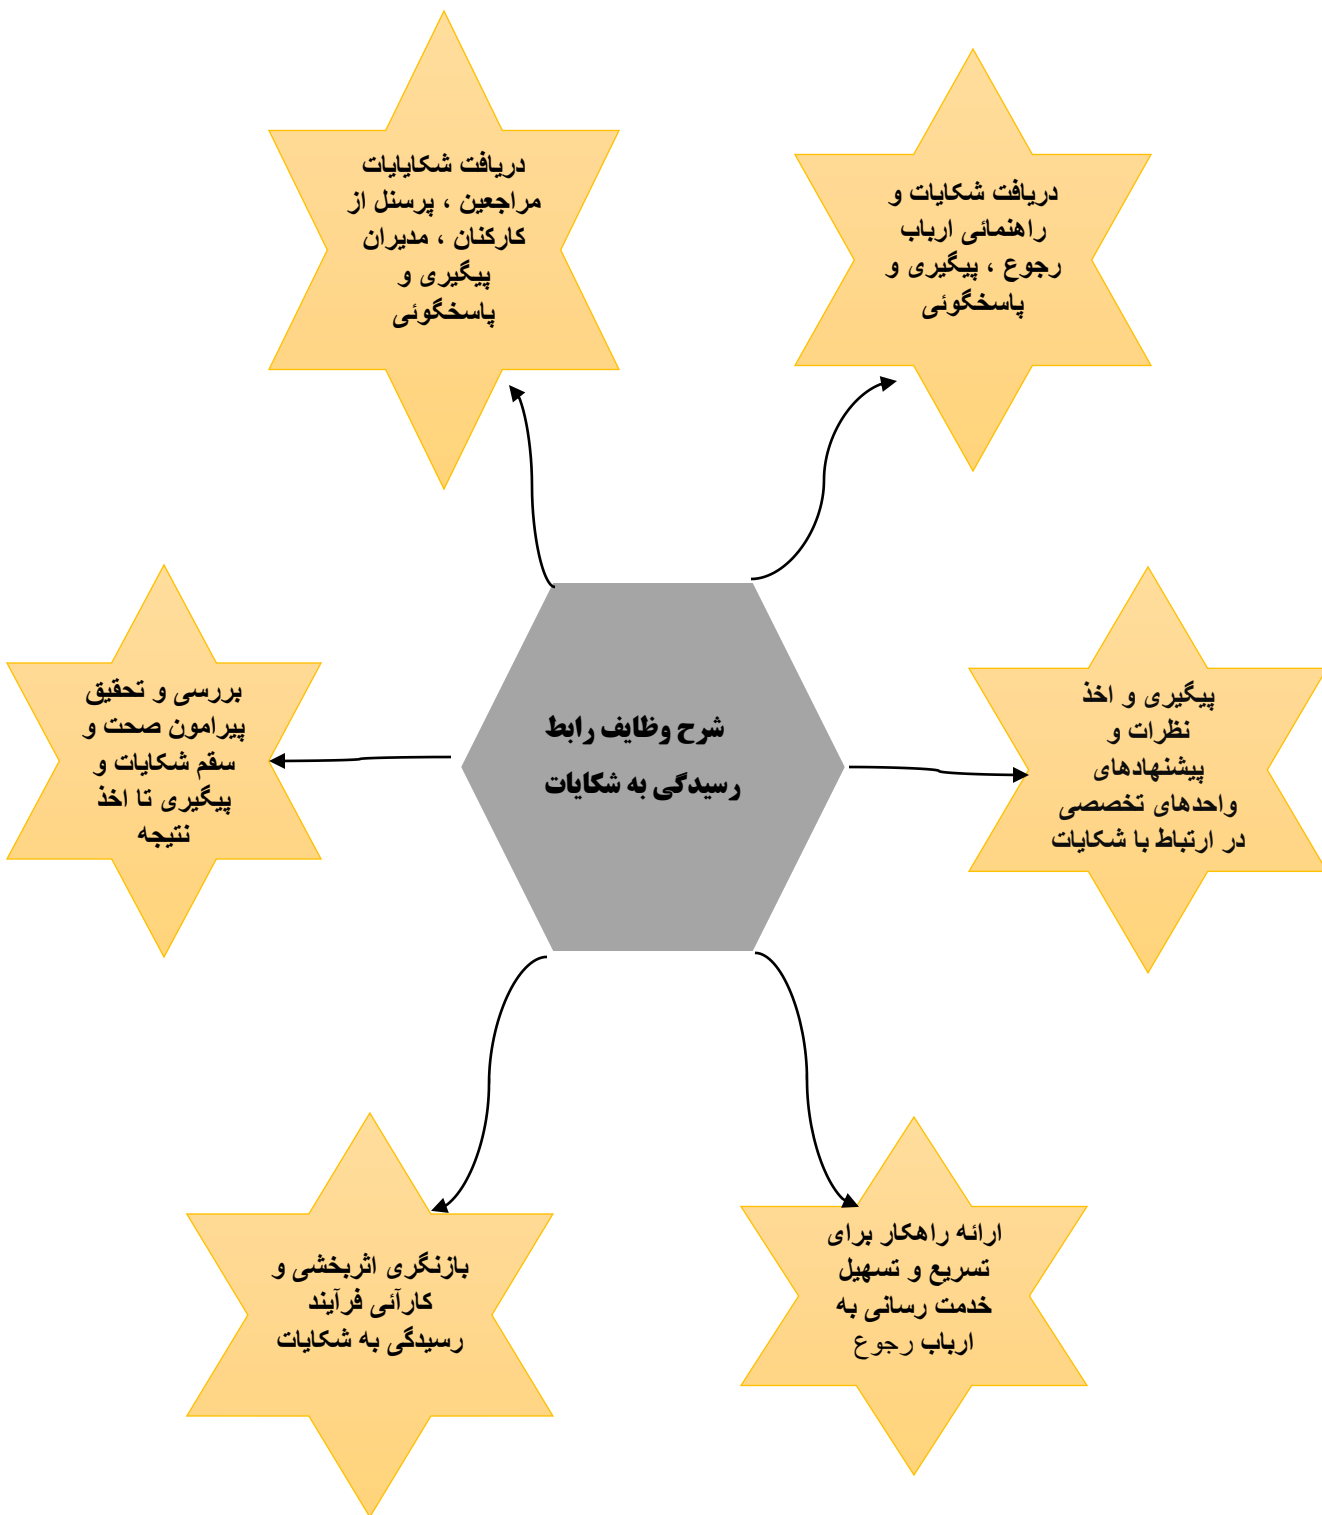 دریافت شکایات و
راهنمائی ارباب
رجوع ، پیگیری و
پاسخگوئی
دریافت شکایایات
مراجعین ، پرسنل از
کارکنان ، مدیران
پیگیری و
پاسخگوئی
پیگیری و اخذ
نظرات و
پیشنهادهای
واحدهای تخصصی
در ارتباط با شکایات
شرح وظایف رابط
رسیدگی به شکایات
بررسی و تحقیق
پیرامون صحت و
سقم شکایات و
پیگیری تا اخذ
نتیجه
ارائه راهکار برای
تسریع و تسهیل
خدمت رسانی به
ارباب رجوع
بازنگری اثربخشی و
کارآئی فرآیند
رسیدگی به شکایات